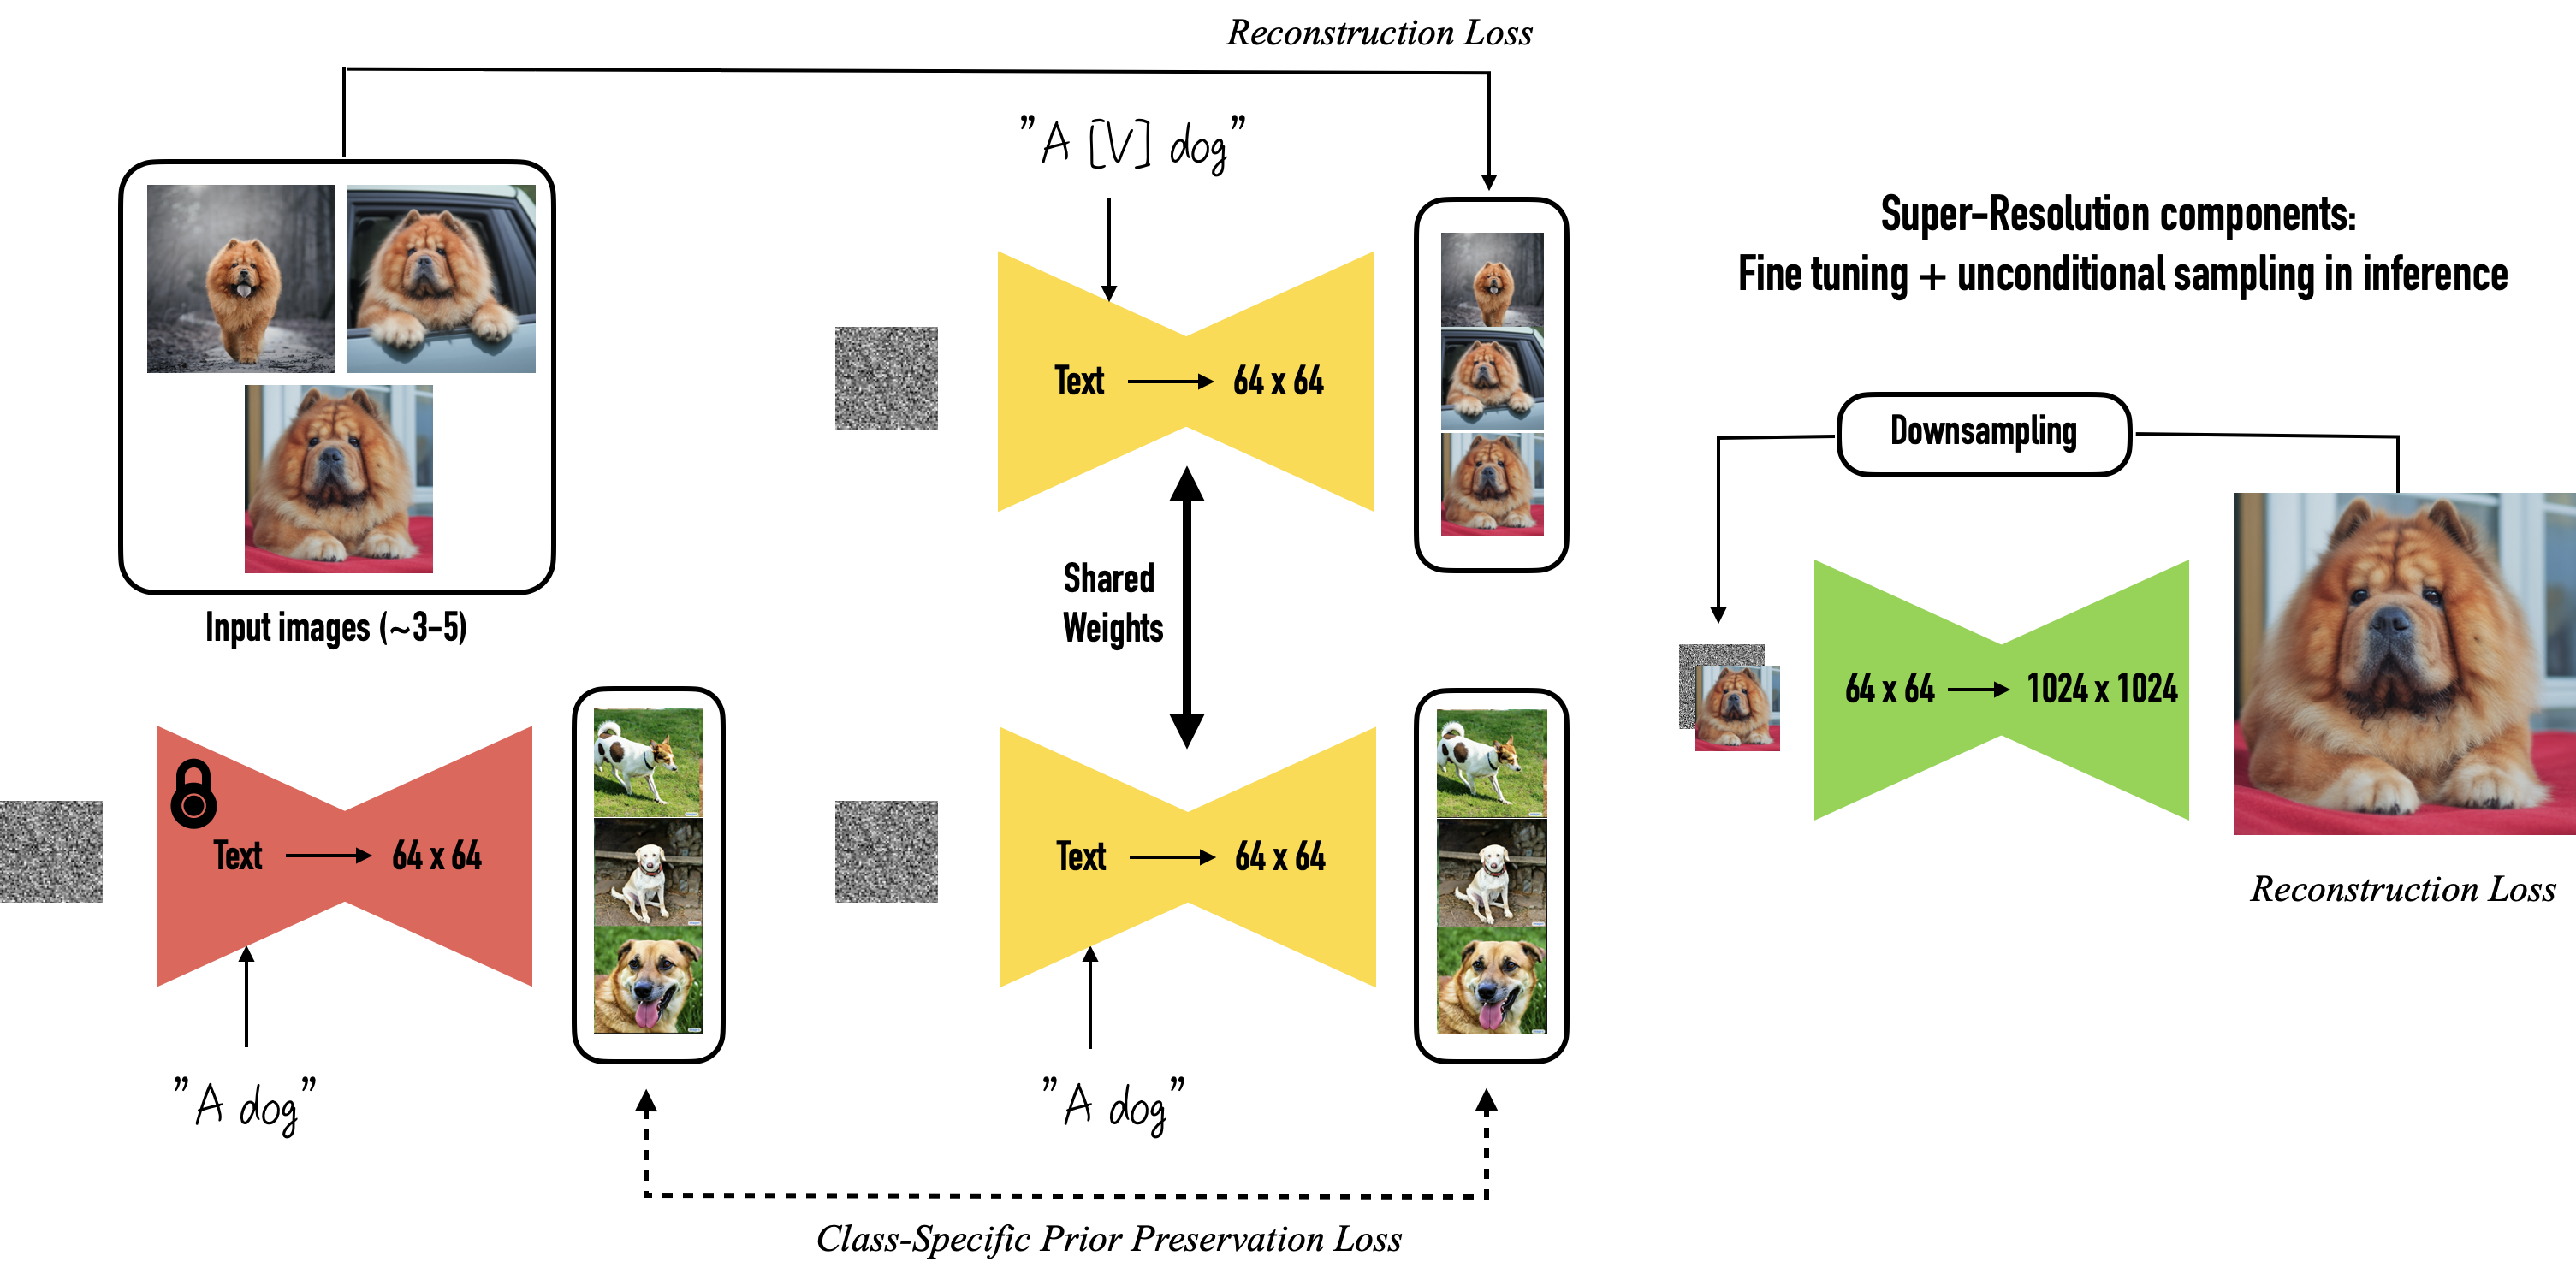 Reconstruction Loss
"A [V] dog"
Text
64 x 64
Input images (~3-5)
Shared
Weights
Text
64 x 64
"A dog"
Text
64 x 64
"A dog"
Class-Specific Prior Preservation Loss
Super-Resolution components:
Fine tuning + unconditional sampling in inference
Downsampling
64 x 64
1024 x 1024
Reconstruction Loss